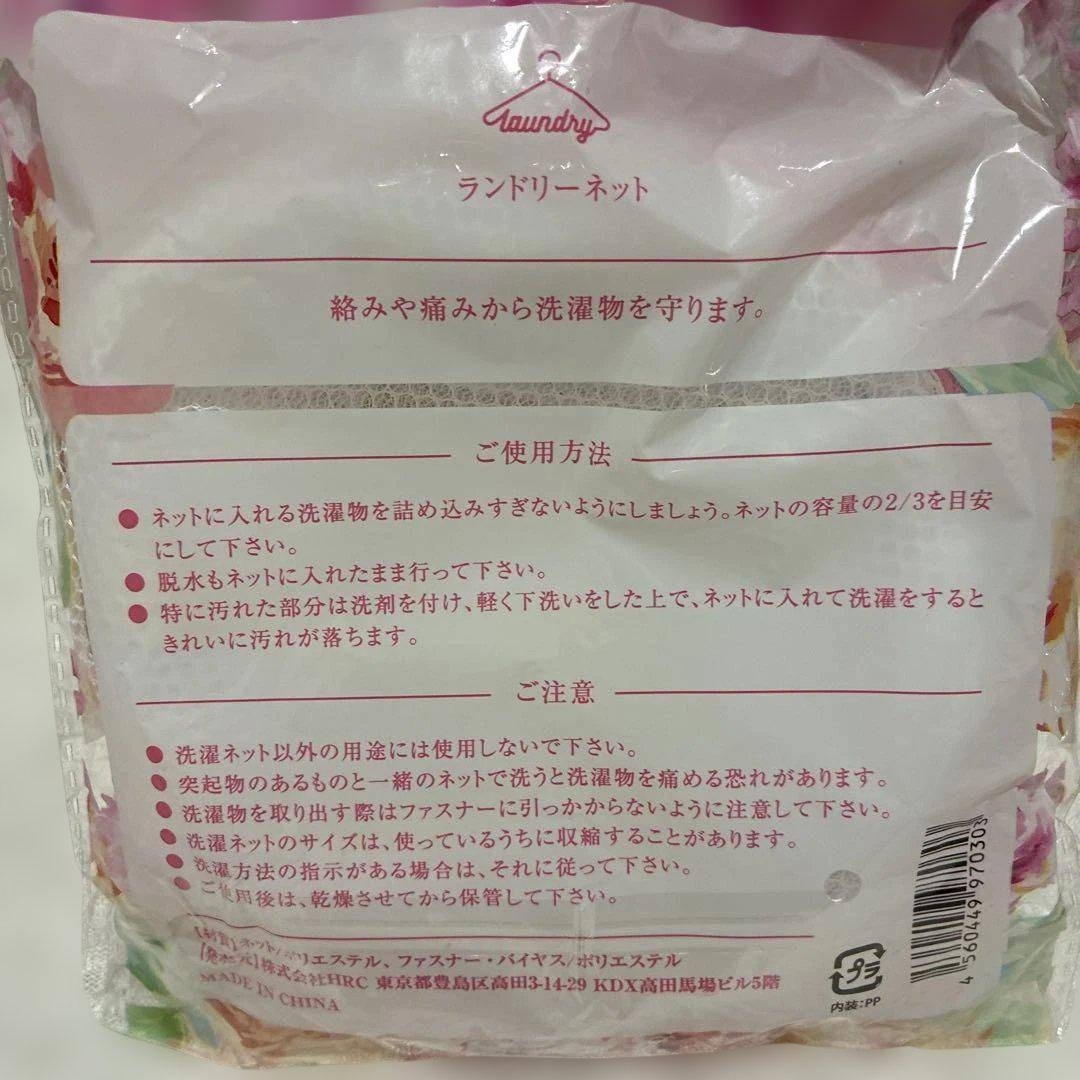 laundry
ランドリーネット
絡みや痛みから洗濯物を守ります。
ご使用方法
● ネットに入れる洗濯物を詰め込みすぎないようにしましょう。ネットの容量の2/3を目安
にして下さい。
● 脱水もネットに入れたまま行って下さい。
● 特に汚れた部分は洗剤を付け、軽く下洗いをした上で、ネットに入れて洗濯をすると
きれいに汚れが落ちます。
ご注意
● 洗濯ネット以外の用途には使用しないで下さい。
● 突起物のあるものと一緒のネットで洗うと洗濯物を痛める恐れがあります。
● 洗濯物を取り出す際はファスナーに引っかからないように注意して下さい。
● 洗濯ネットのサイズは、使っているうちに収縮することがあります。
● 洗濯方法の指示がある場合は、それに従って下さい。
● ご使用後は、乾燥させてから保管して下さい。
【材質】ネット/ポリエステル、ファスナー・バイヤス/ポリエステル
【発売元】株式会社HRC 東京都豊島区高田3-14-29 KDX高田馬場ビル5階
MADE IN CHINA
プラ
内装:PP
4 560449 970303